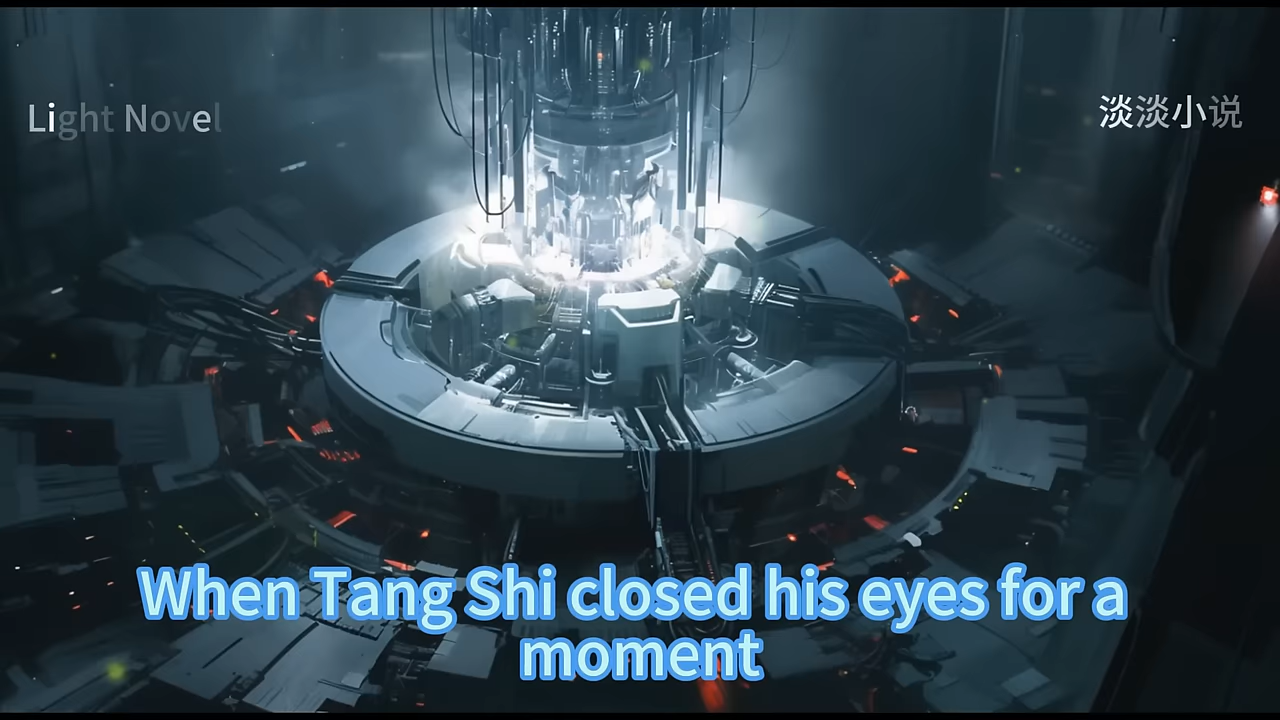 Light Novel
淡淡小说
When Tang Shi closed his eyes for a
moment